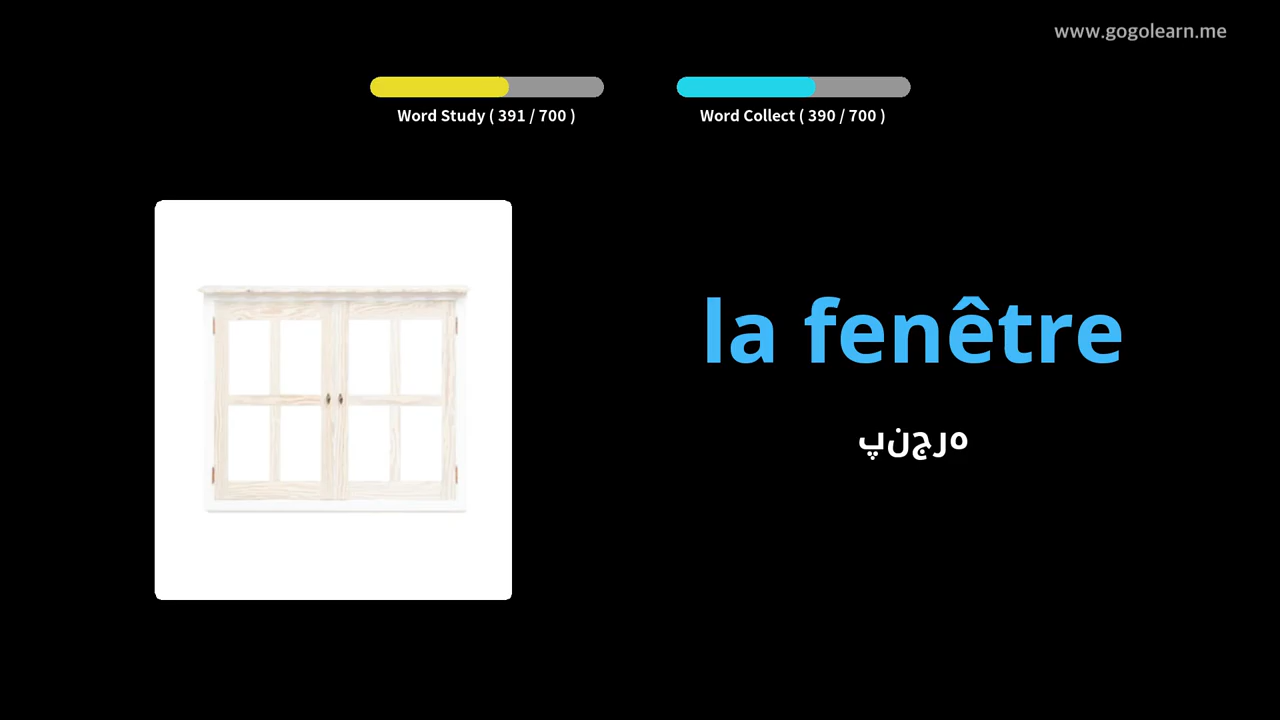 www.gogolearn.me
Word Study ( 391 / 700 )
Word Collect ( 390 / 700 )
la fenêtre
پنجره